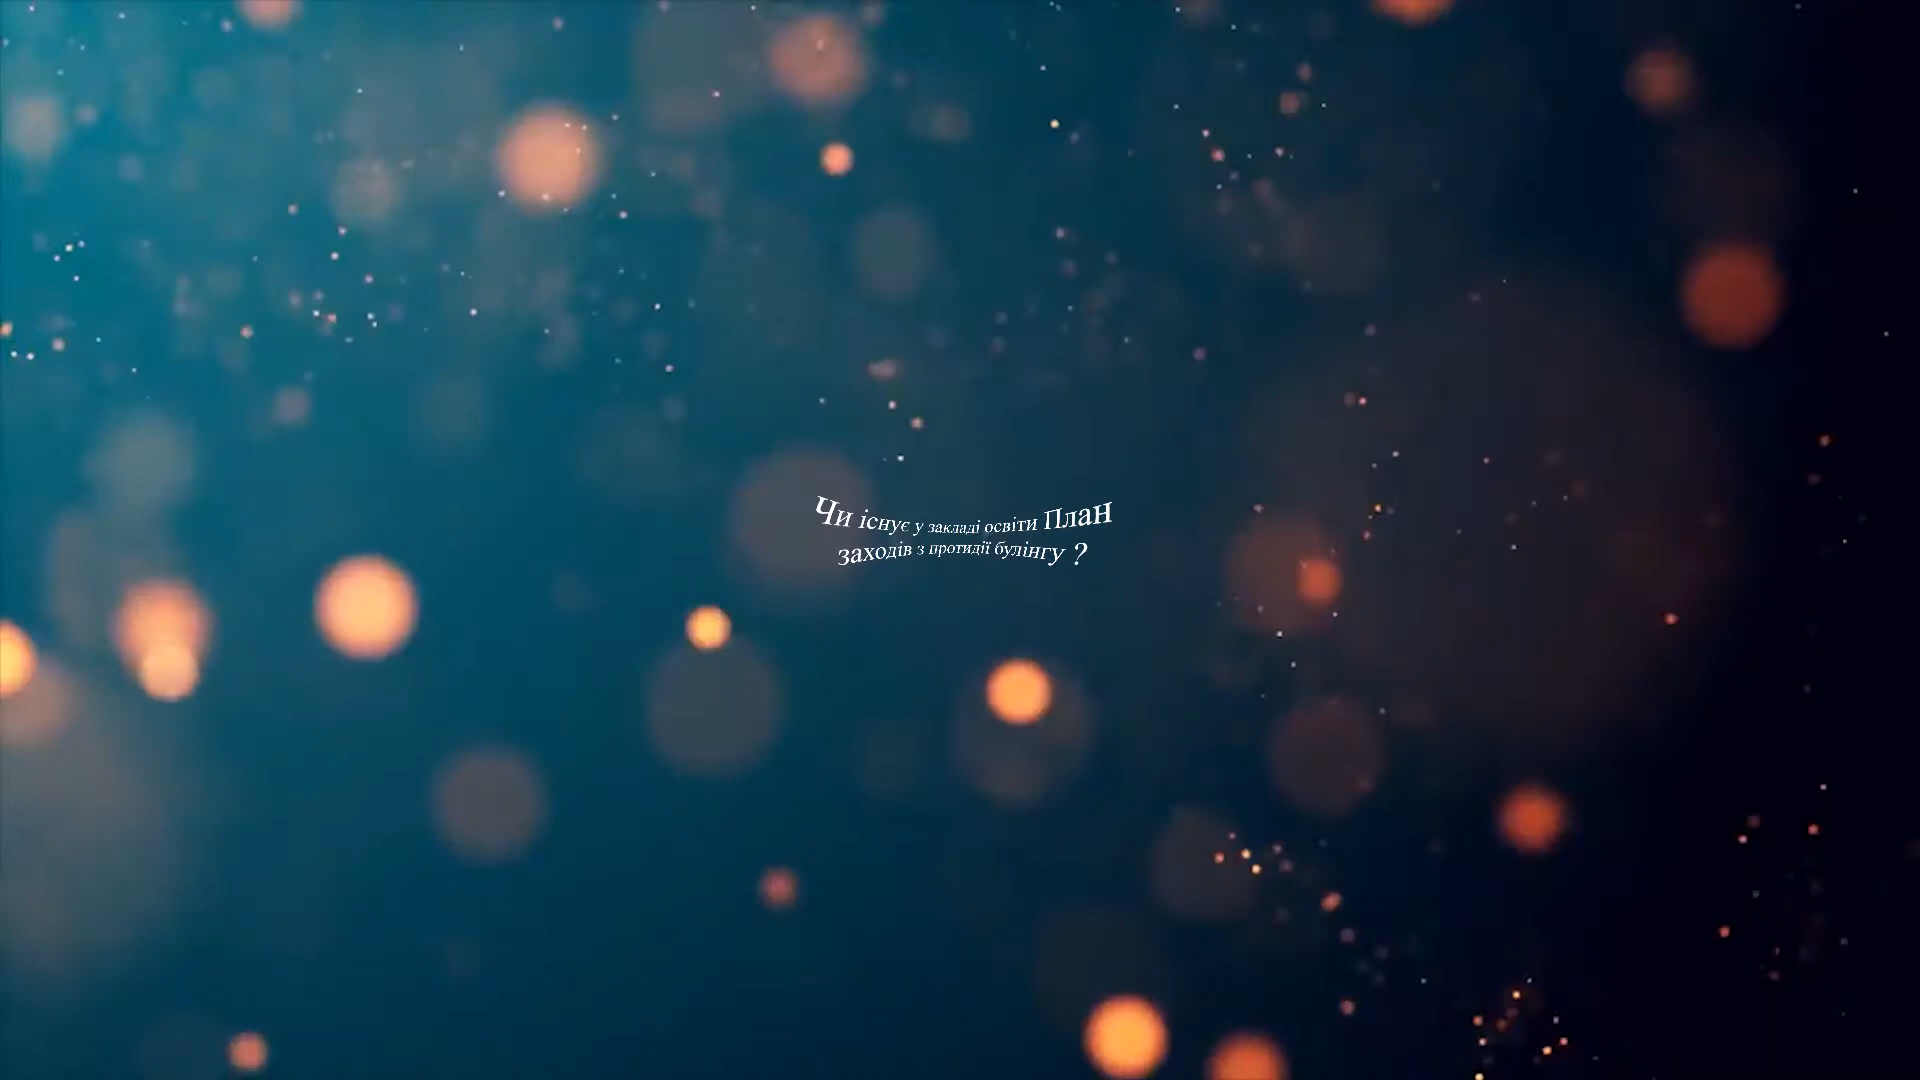 Чи існує у закладі освіти План
заходів з протидії булінгу ?